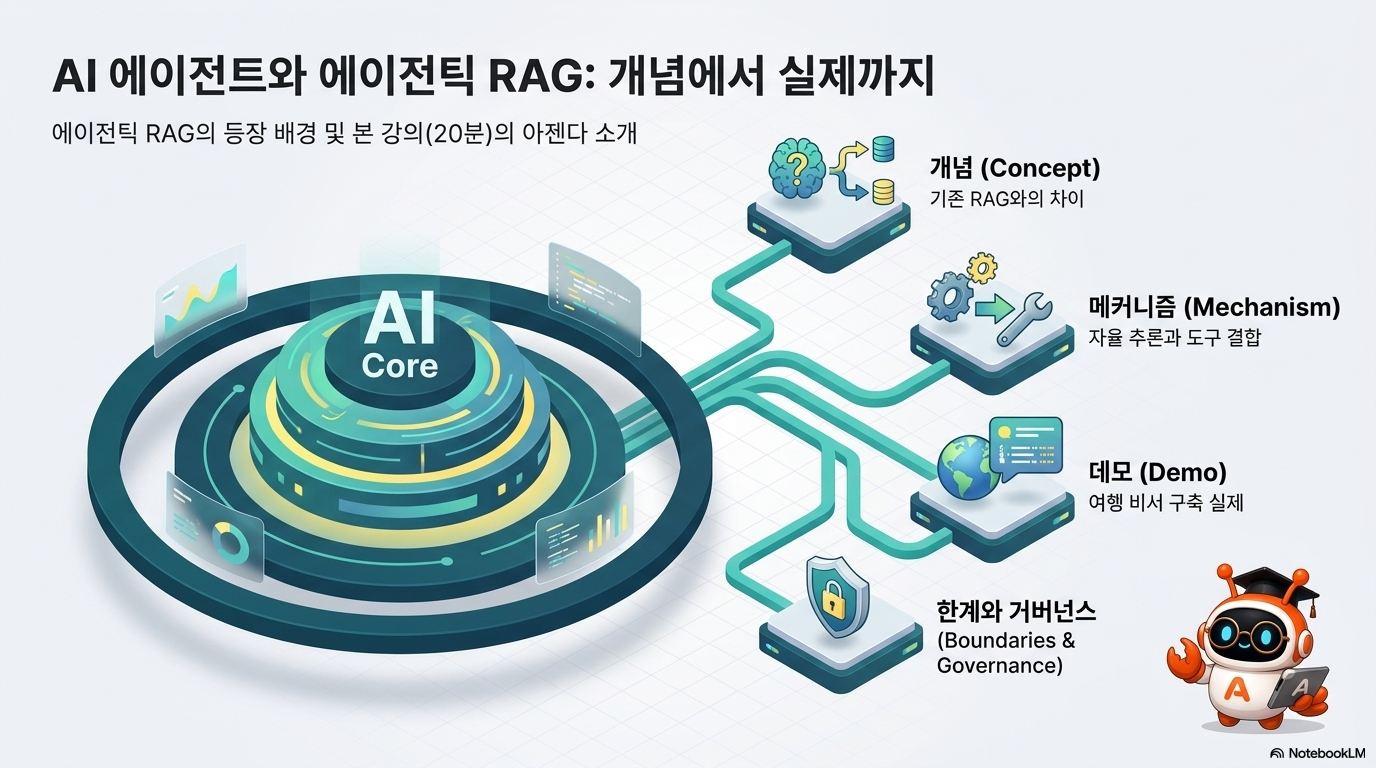 AI 에이전트와 에이전틱 RAG: 개념에서 실제까지
에이전틱 RAG의 등장 배경 및 본 강의(20분)의 아젠다 소개
AI
Core
?
개념 (Concept)
기존 RAG와의 차이
메커니즘 (Mechanism)
자율 추론과 도구 결합
데모 (Demo)
여행 비서 구축 실제
한계와 거버넌스
(Boundaries &
Governance)
A
A
NotebookLM